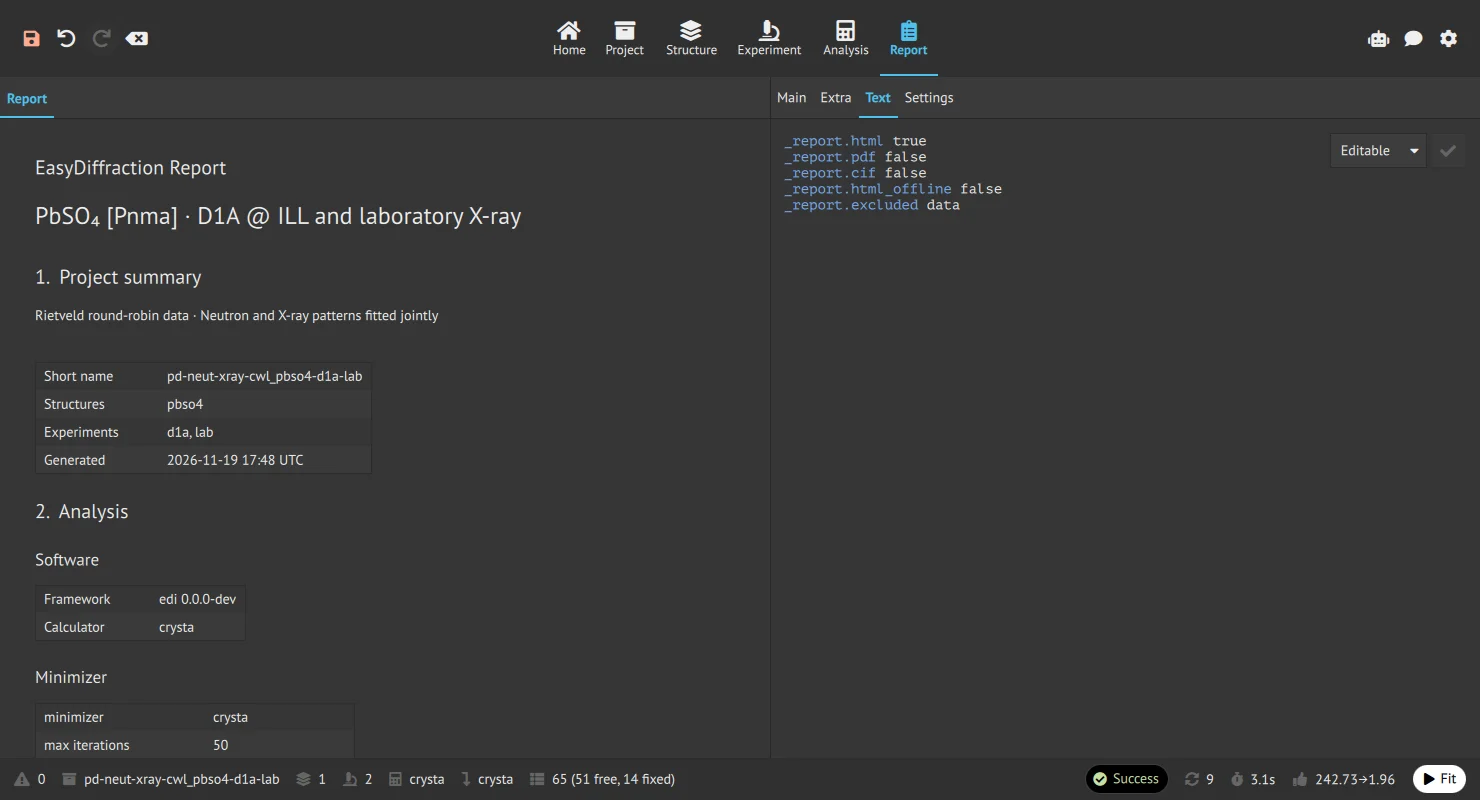 Home
Project
Structure
Experiment
Analysis
Report
Report
Main
Extra
Text
Settings
EasyDiffraction Report
PbSO₄ [Pnma] · D1A @ ILL and laboratory X-ray
1. Project summary
Rietveld round-robin data · Neutron and X-ray patterns fitted jointly
Short name pd-neut-xray-cwl_pbso4-d1a-lab
Structures pbso4
Experiments d1a, lab
Generated 2026-11-19 17:48 UTC
2. Analysis
Software
Framework edi 0.0.0-dev
Calculator crysta
Minimizer
minimizer crysta
max iterations 50
_report.html true
_report.pdf false
_report.cif false
_report.html_offline false
_report.excluded data
Editable
0
pd-neut-xray-cwl_pbso4-d1a-lab
1
2
crysta
crysta
65 (51 free, 14 fixed)
Success
9
3.1s
242.73→1.96
Fit